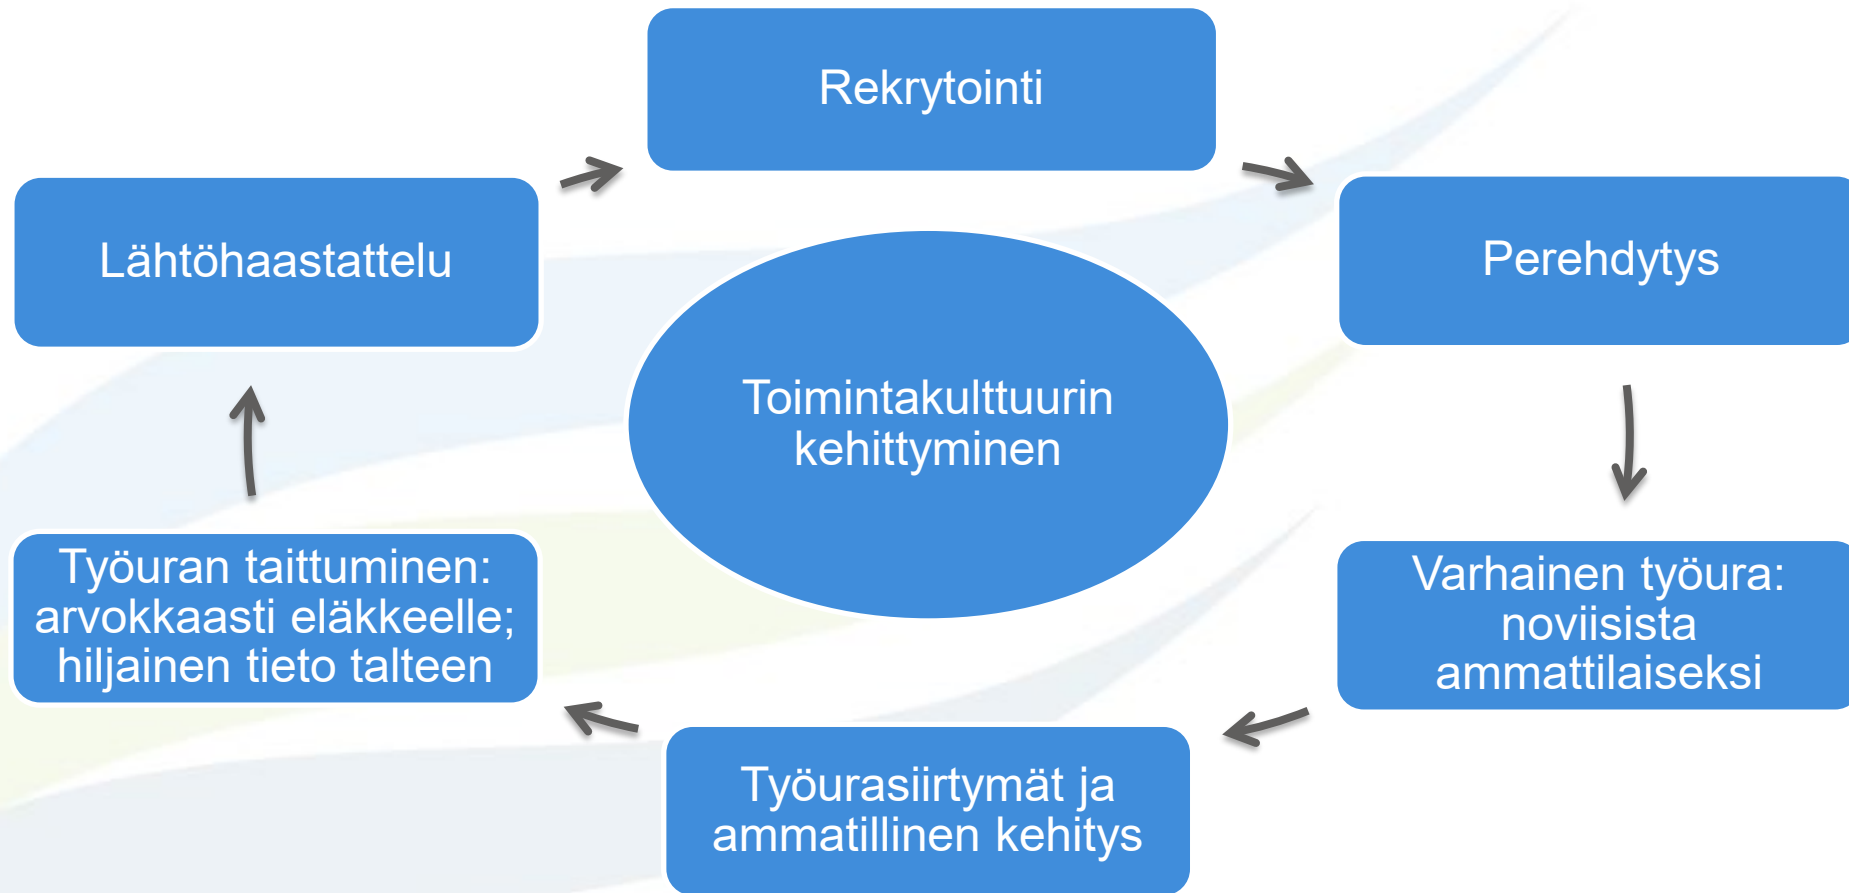 Rekrytointi
Perehdytys
Varhainen työura:
noviisista
ammattilaiseksi
Työurasiirtymät ja
ammatillinen kehitys
Työuran taittuminen:
arvokkaasti eläkkeelle;
hiljainen tieto talteen
Lähtöhaastattelu
Toimintakulttuurin
kehittyminen